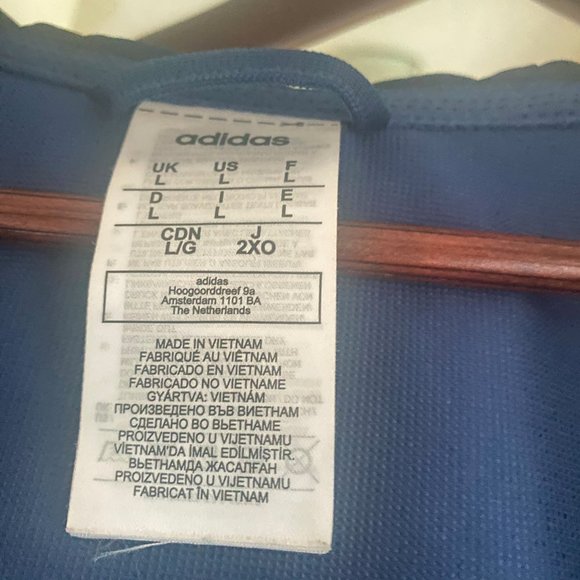 adidas
UK US F
L L L
D I E
L L L
CDN J
L/G 2XO
adidas
Hoogoorddreef 9a
Amsterdam 1101 BA
The Netherlands
MADE IN VIETNAM
FABRIQUÉ AU VIÊTNAM
FABRICADO EN VIETNAM
FABRICADO NO VIETNAME
GYÁRTVA: VIETNÁM
ПРОИЗВЕДЕНО ВЪВ ВИЕТНАМ
СДЕЛАНО ВО ВЬЕТНАМЕ
PROIZVEDENO U VIJETNAMU
VİETNAM'DA İMAL EDİLMİŞTİR.
ВЬЕТНАМДА ЖАСАЛҒАН
PROIZVEDENO U VIJETNAMU
FABRICAT ÎN VIETNAM